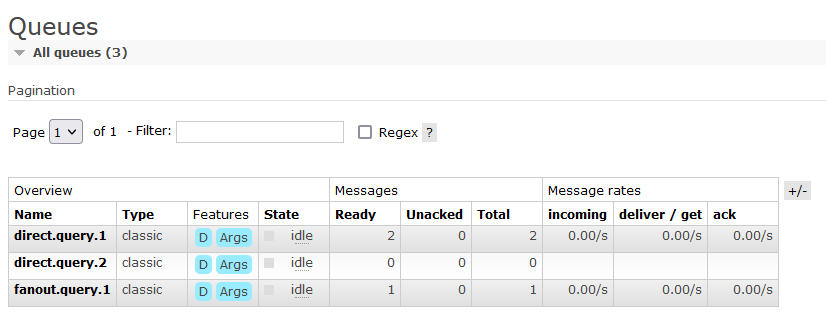 Queues
All queues (3)
Pagination
Page 1 of 1 - Filter: Regex ?
Overview Messages Message rates +/-
Name Type Features State Ready Unacked Total incoming deliver / get ack
direct.query.1 classic D Args idle 2 0 2 0.00/s 0.00/s 0.00/s
direct.query.2 classic D Args idle 0 0 0
fanout.query.1 classic D Args idle 1 0 1 0.00/s 0.00/s 0.00/s